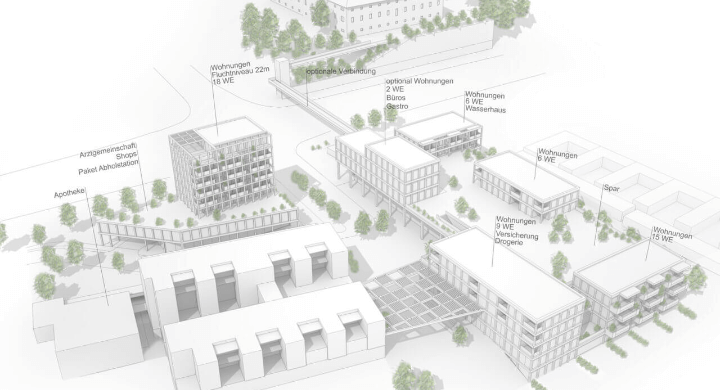 Wohnungen
Fluchtniveau 22m
18 WE
optionale Verbindung
optional Wohnungen
2 WE
Büros
Gastro
Wohnungen
6 WE
Wasserhaus
Arztgemeinschaft
Shops
Paket Abholstation
Apotheke
Wohnungen
6 WE
Spar
Wohnungen
9 WE
Versicherung
Drogerie
Wohnungen
15 WE